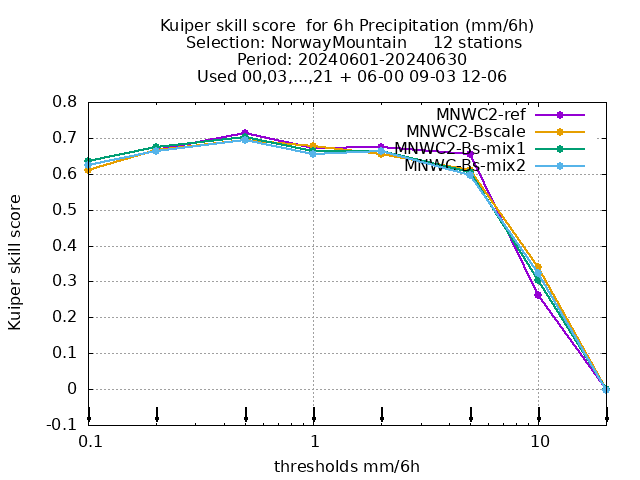 Kuiper skill score  for 6h Precipitation (mm/6h)
Selection: NorwayMountain     12 stations
Period: 20240601-20240630
Used 00,03,...,21 + 06-00 09-03 12-06
MNWC2-ref
MNWC2-Bscale
MNWC2-Bs-mix1
MNWC-Bs-mix2
Kuiper skill score
0.8
0.7
0.6
0.5
0.4
0.3
0.2
0.1
0
-0.1
0.1
1
10
thresholds mm/6h